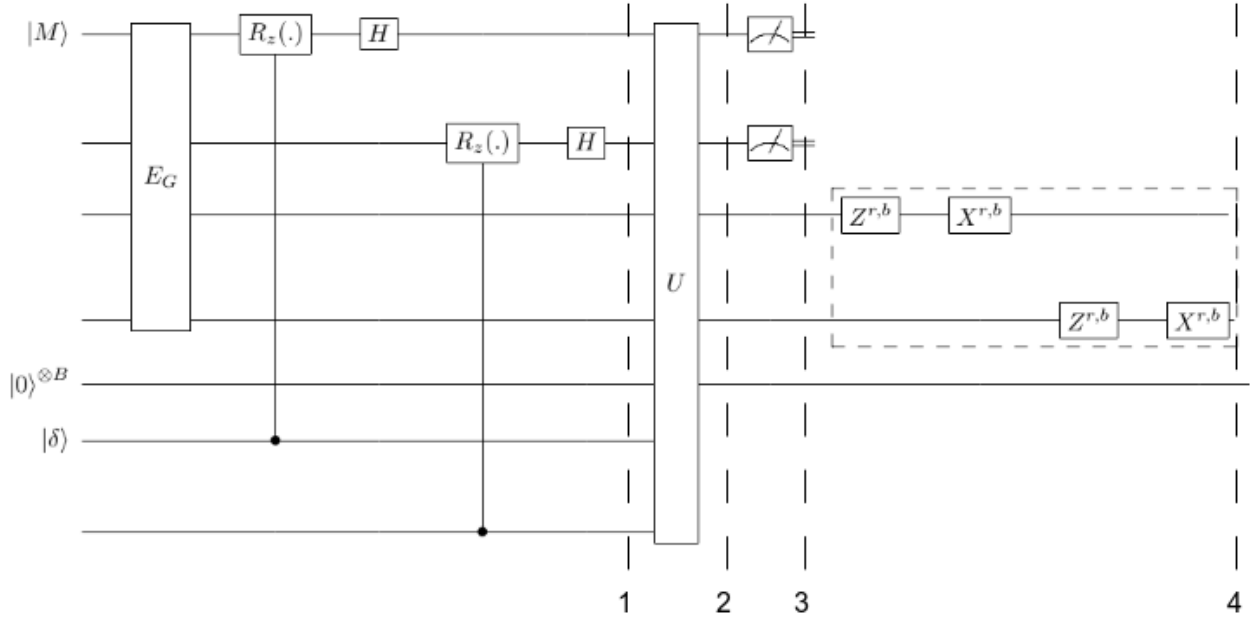 |M⟩ R_z(.) H
R_z(.) H
E_G
Z^{r,b} X^{r,b}
U
Z^{r,b} X^{r,b}
|0⟩^{⊗B}
|δ⟩
1 2 3 4